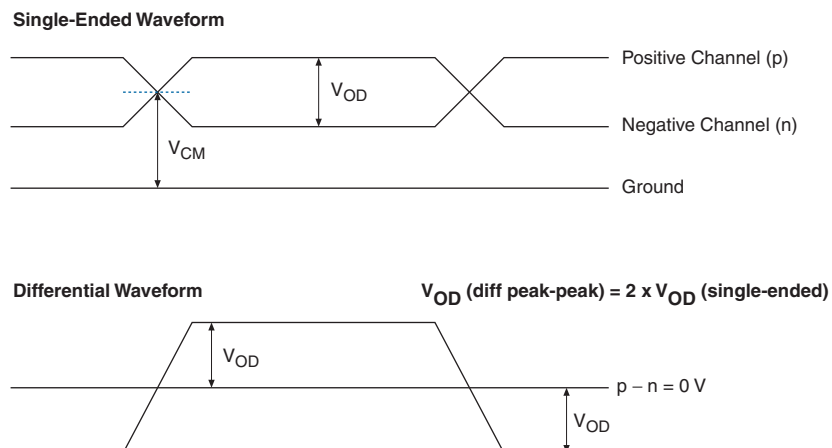 Single-Ended Waveform
Positive Channel (p)
VOD
Negative Channel (n)
VCM
Ground
Differential Waveform
VOD (diff peak-peak) = 2 x VOD (single-ended)
VOD
p − n = 0 V
VOD